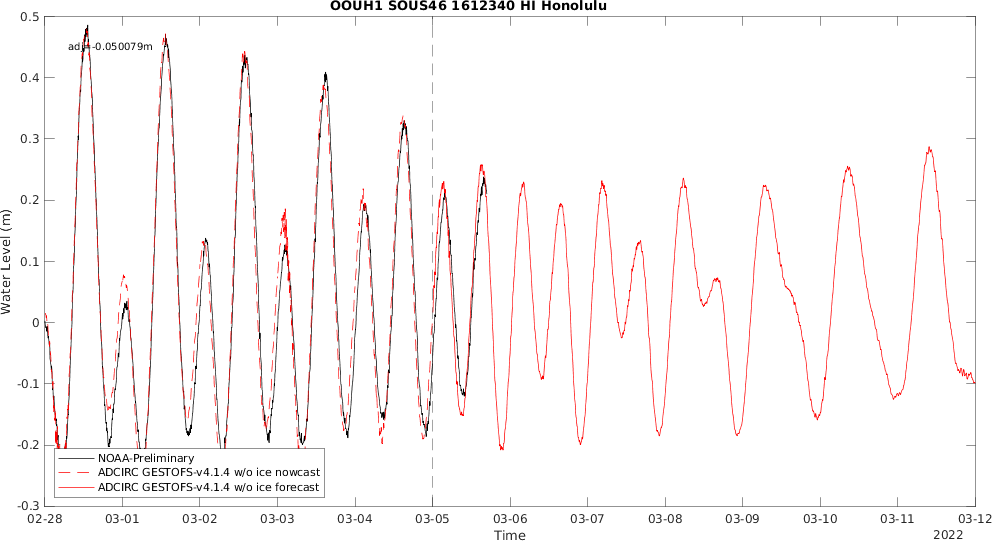 OOUH1 SOUS46 1612340 HI Honolulu
0.5
adj=-0.050079m
0.4
0.3
0.2
0.1
0
-0.1
-0.2
-0.3
Water Level (m)
NOAA-Preliminary
ADCIRC GESTOFS-v4.1.4 w/o ice nowcast
ADCIRC GESTOFS-v4.1.4 w/o ice forecast
02-28 03-01 03-02 03-03 03-04 03-05 03-06 03-07 03-08 03-09 03-10 03-11 03-12
Time
2022